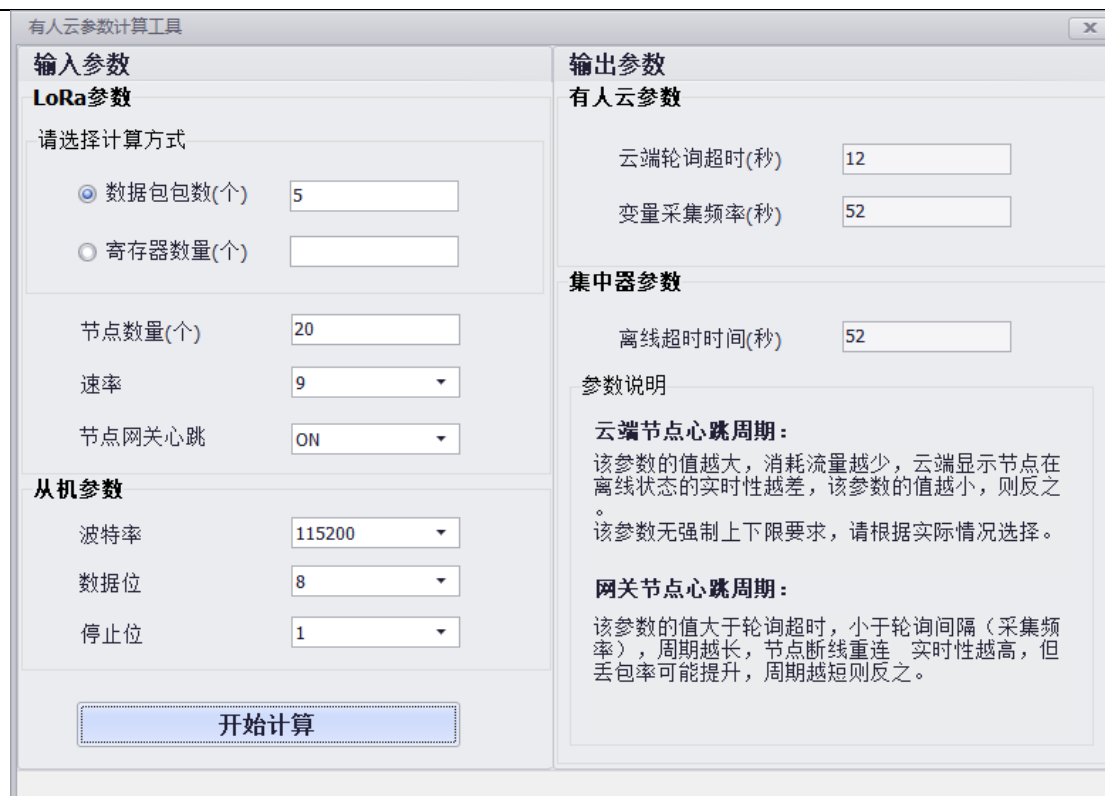 有人云参数计算工具
输入参数
LoRa参数
请选择计算方式
数据包包数(个)
5
寄存器数量(个)
节点数量(个)
20
速率
9
节点网关心跳
ON
从机参数
波特率
115200
数据位
8
停止位
1
开始计算
输出参数
有人云参数
云端轮询超时(秒)
12
变量采集频率(秒)
52
集中器参数
离线超时时间(秒)
52
参数说明
云端节点心跳周期：
该参数的值越大，消耗流量越少，云端显示节点在
离线状态的实时性越差，该参数的值越小，则反之
。
该参数无强制上下限要求，请根据实际情况选择。
网关节点心跳周期：
该参数的值大于轮询超时，小于轮询间隔（采集频
率），周期越长，节点断线重连 实时性越高，但
丢包率可能提升，周期越短则反之。